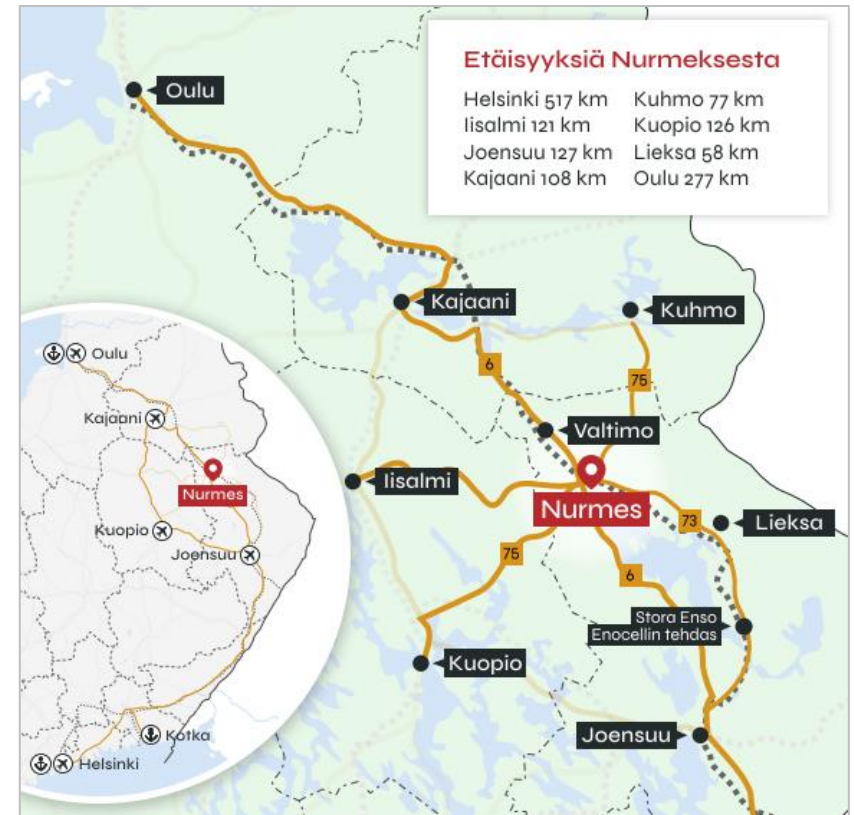 Etäisyyksiä Nurmeksesta
Helsinki 517 km
Iisalmi 121 km
Joensuu 127 km
Kajaani 108 km
Kuhmo 77 km
Kuopio 126 km
Lieksa 58 km
Oulu 277 km
Oulu
Kajaani
Kuhmo
6
75
Valtimo
Iisalmi
Nurmes
Lieksa
73
75
6
Stora Enso
Enocellin tehdas
Kuopio
Joensuu
Oulu
Kajaani
Nurmes
Kuopio
Joensuu
Kotka
Helsinki